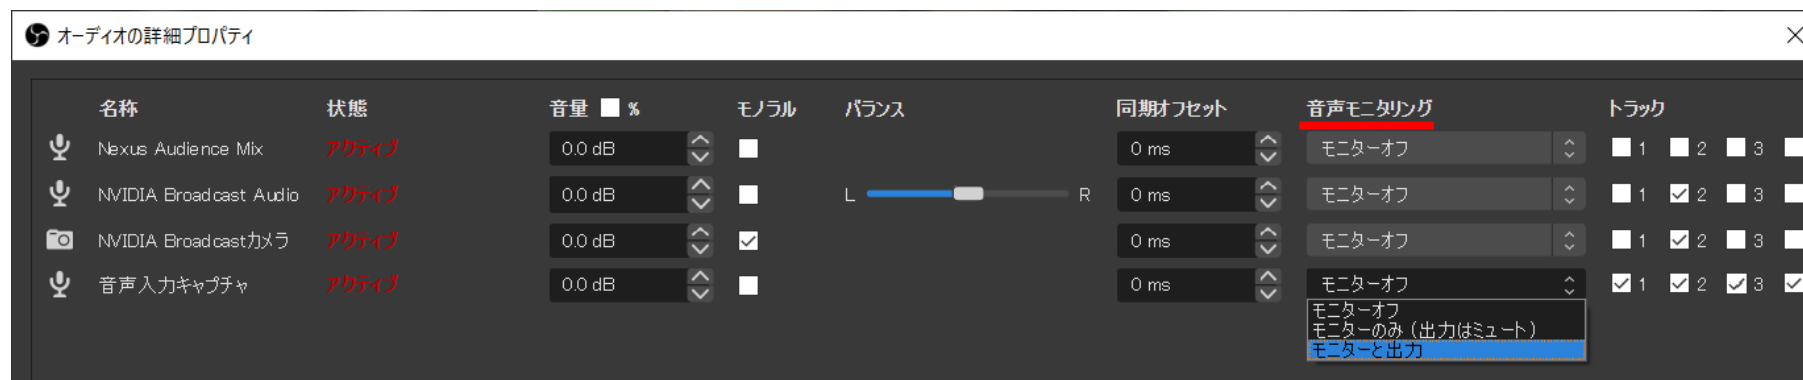 オーディオの詳細プロパティ
名称 状態 音量 % モノラル バランス 同期オフセット 音声モニタリング トラック
Nexus Audience Mix アクティブ 0.0 dB 0 ms モニターオフ 1 2 3
NVIDIA Broadcast Audio アクティブ 0.0 dB L R 0 ms モニターオフ 1 2 3
NVIDIA Broadcastカメラ アクティブ 0.0 dB 0 ms モニターオフ 1 2 3
音声入力キャプチャ アクティブ 0.0 dB 0 ms モニターオフ 1 2 3
モニターオフ
モニターのみ（出力はミュート）
モニターと出力